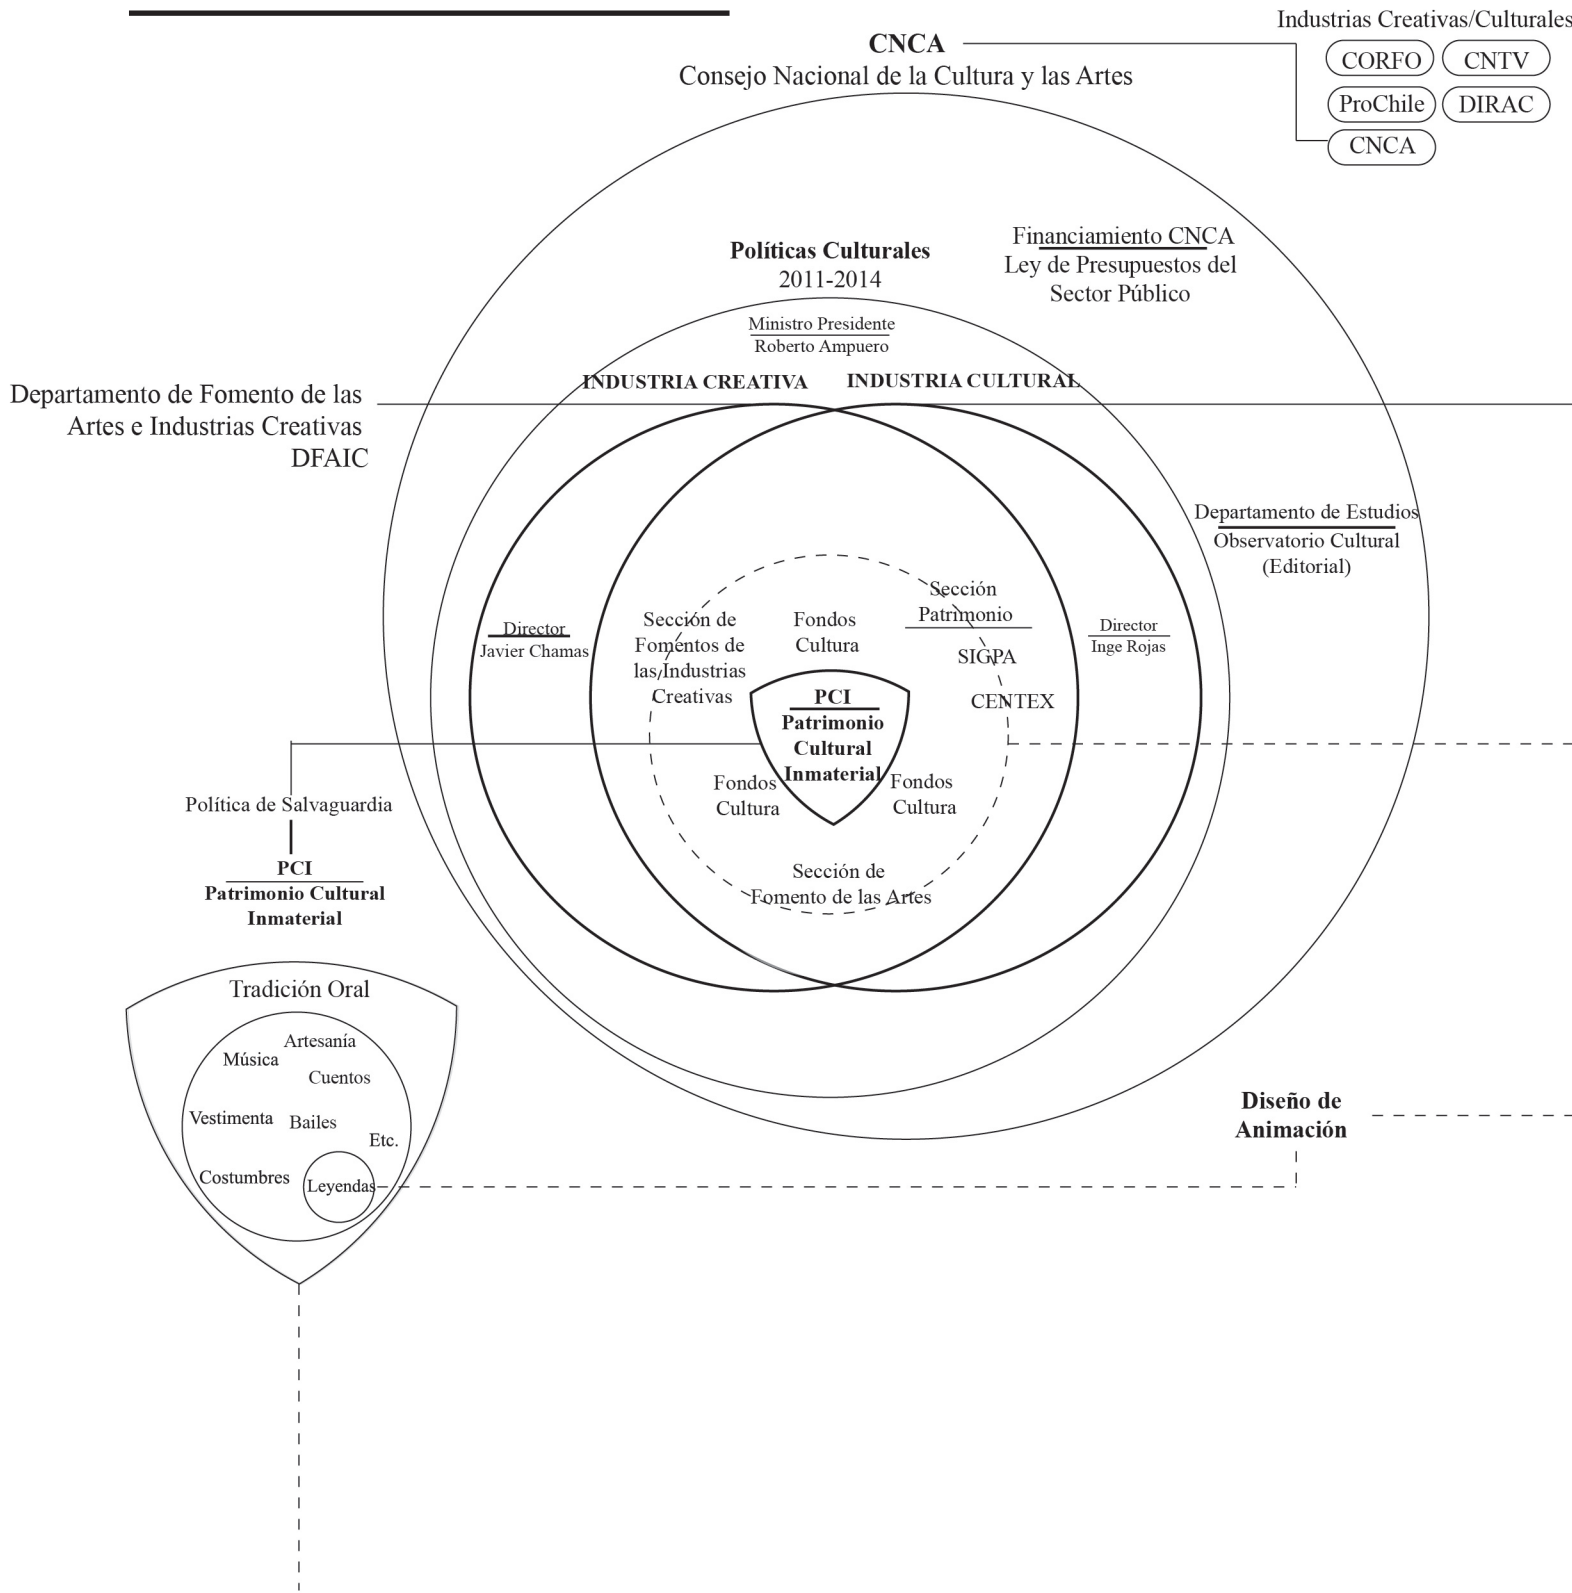 Industrias Creativas/Culturales
CORFO
CNTV
ProChile
DIRAC
CNCA
CNCA
Consejo Nacional de la Cultura y las Artes
Financiamiento CNCA
Ley de Presupuestos del
Sector Público
Políticas Culturales
2011-2014
Ministro Presidente
Roberto Ampuero
INDUSTRIA CREATIVA
INDUSTRIA CULTURAL
Departamento de Fomento de las
Artes e Industrias Creativas
DFAIC
Departamento de Estudios
Observatorio Cultural
(Editorial)
Director
Javier Chamas
Sección de
Fomentos de
las Industrias
Creativas
Fondos
Cultura
Sección
Patrimonio
SIGPA
CENTEX
Director
Inge Rojas
PCI
Patrimonio
Cultural
Inmaterial
Fondos
Cultura
Fondos
Cultura
Sección de
Fomento de las Artes
Política de Salvaguardia
PCI
Patrimonio Cultural
Inmaterial
Tradición Oral
Artesanía
Música
Cuentos
Vestimenta
Bailes
Etc.
Costumbres
Leyendas
Diseño de
Animación